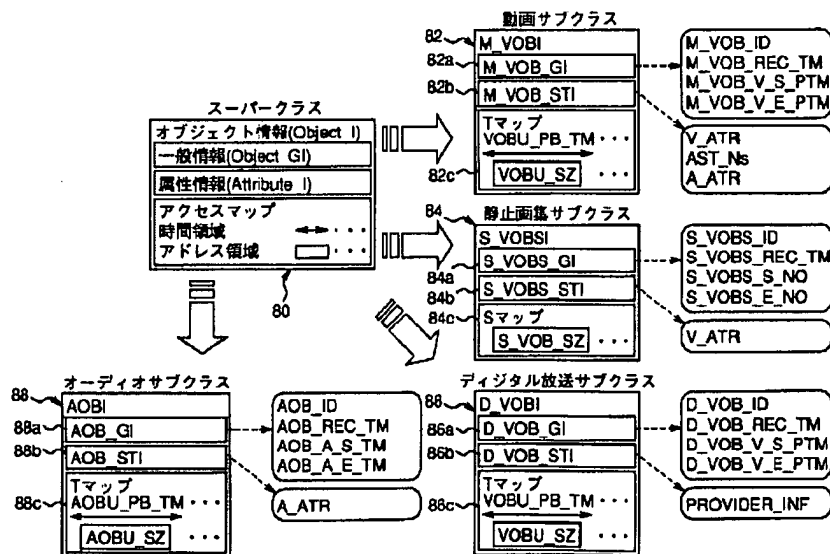 動画サブクラス
82
M_VOBI
82a
M_VOB_GI
82b
M_VOB_STI
Tマップ
VOBU_PB_TM ・・・
82c
VOBU_SZ ・・・
M_VOB_ID
M_VOB_REC_TM
M_VOB_V_S_PTM
M_VOB_V_E_PTM
V_ATR
AST_Ns
A_ATR
スーパークラス
オブジェクト情報(Object_I)
一般情報(Object_GI)
属性情報(Attribute_I)
アクセスマップ
時間領域 ・・・
アドレス領域 ・・・
80
静止画集サブクラス
84
S_VOBSI
S_VOBS_GI
84a
84b
S_VOBS_STI
84c
Sマップ
S_VOB_SZ ・・・
S_VOBS_ID
S_VOBS_REC_TM
S_VOBS_S_NO
S_VOBS_E_NO
V_ATR
オーディオサブクラス
88
AOBI
88a
AOB_GI
88b
AOB_STI
Tマップ
88c
AOBU_PB_TM ・・・
AOBU_SZ ・・・
AOB_ID
AOB_REC_TM
AOB_A_S_TM
AOB_A_E_TM
A_ATR
ディジタル放送サブクラス
88
D_VOBI
86a
D_VOB_GI
86b
D_VOB_STI
Tマップ
VOBU_PB_TM ・・・
86c
VOBU_SZ ・・・
D_VOB_ID
D_VOB_REC_TM
D_VOB_V_S_PTM
D_VOB_V_E_PTM
PROVIDER_INF